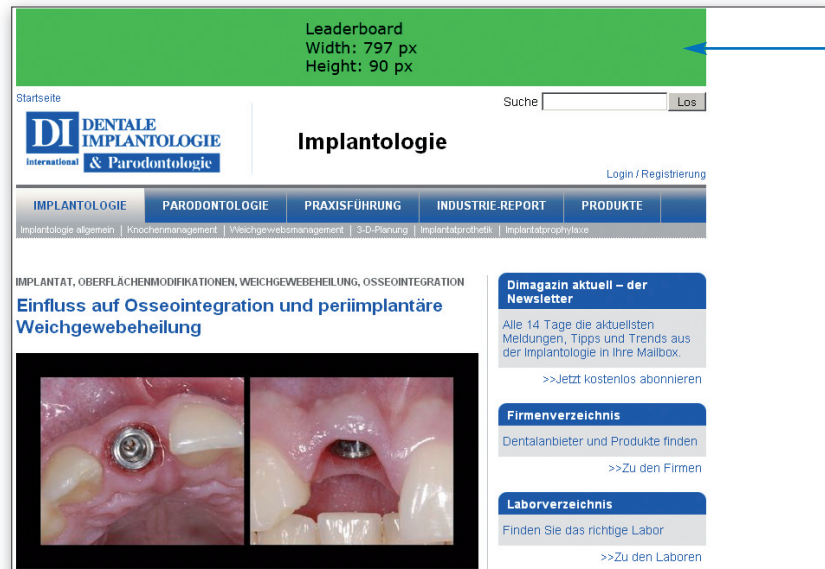 Leaderboard
Width: 797 px
Height: 90 px
Startseite
Suche
Los
DI DENTALE
IMPLANTOLOGIE
international & Parodontologie
Implantologie
Login / Registrierung
IMPLANTOLOGIE PARODONTOLOGIE PRAXISFÜHRUNG INDUSTRIE-REPORT PRODUKTE
Implantologie allgemein | Knochenmanagement | Weichgewebsmanagement | 3-D-Planung | Implantatprothetik | Implantatprophylaxe
IMPLANTAT, OBERFLÄCHENMODIFIKATIONEN, WEICHGEWEBEHEILUNG, OSSEOINTEGRATION
Einfluss auf Osseointegration und periimplantäre
Weichgewebeheilung
Dimagazin aktuell – der
Newsletter
Alle 14 Tage die aktuellsten
Meldungen, Tipps und Trends aus
der Implantologie in Ihre Mailbox.
>>Jetzt kostenlos abonnieren
Firmenverzeichnis
Dentalanbieter und Produkte finden
>>Zu den Firmen
Laborverzeichnis
Finden Sie das richtige Labor
>>Zu den Laboren